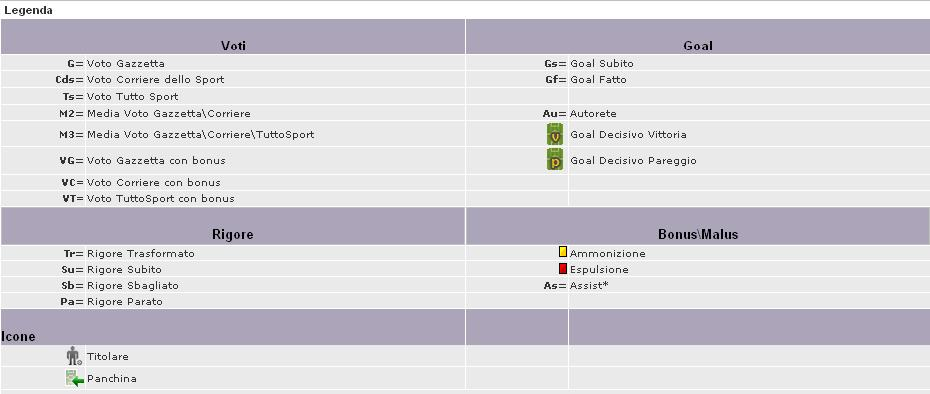 Legenda
Voti
G= Voto Gazzetta
Cds= Voto Corriere dello Sport
Ts= Voto Tutto Sport
M2= Media Voto Gazzetta\Corriere
M3= Media Voto Gazzetta\Corriere\TuttoSport
VG= Voto Gazzetta con bonus
VC= Voto Corriere con bonus
VT= Voto TuttoSport con bonus
Goal
Gs= Goal Subito
Gf= Goal Fatto
Au= Autorete
v Goal Decisivo Vittoria
p Goal Decisivo Pareggio
Rigore
Tr= Rigore Trasformato
Su= Rigore Subito
Sb= Rigore Sbagliato
Pa= Rigore Parato
Bonus\Malus
Ammonizione
Espulsione
As= Assist*
Icone
Titolare
Panchina